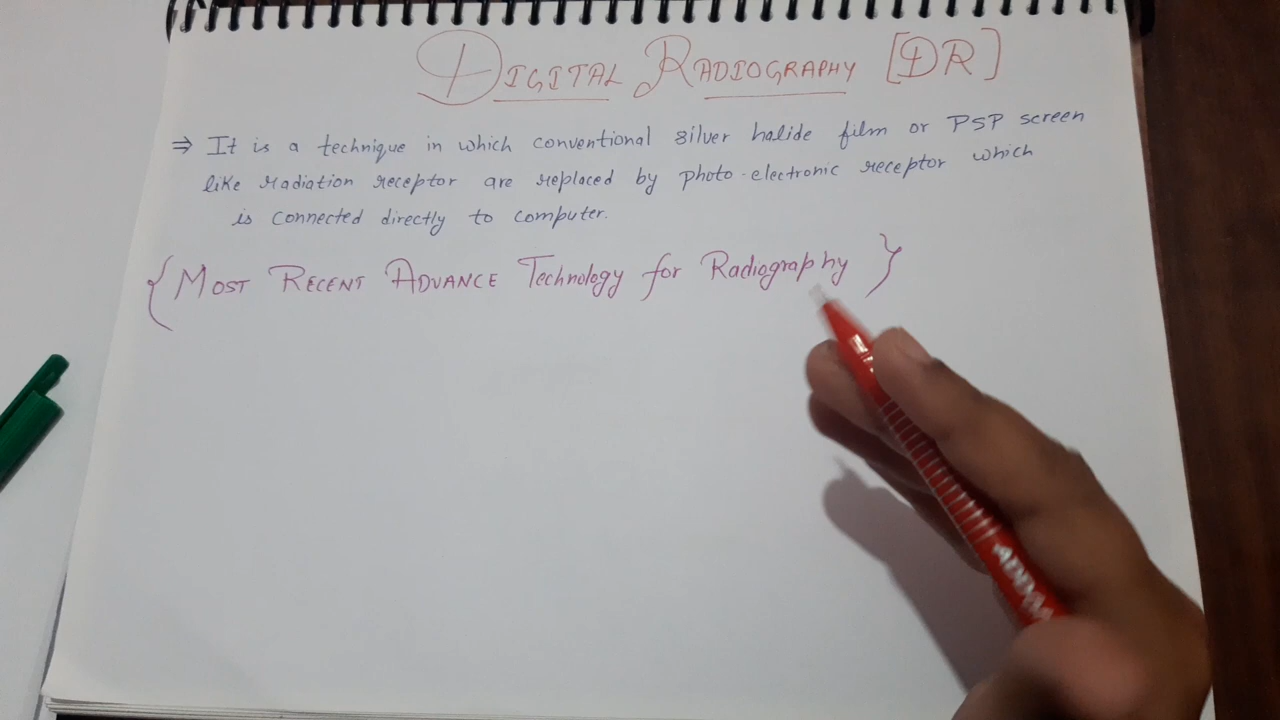 DIGITAL RADIOGRAPHY [DR]
⇒ It is a technique in which conventional silver halide film or PSP screen
like radiation receptor are replaced by photo-electronic receptor which
is connected directly to computer.
{MOST RECENT ADVANCE Technology for Radiography}